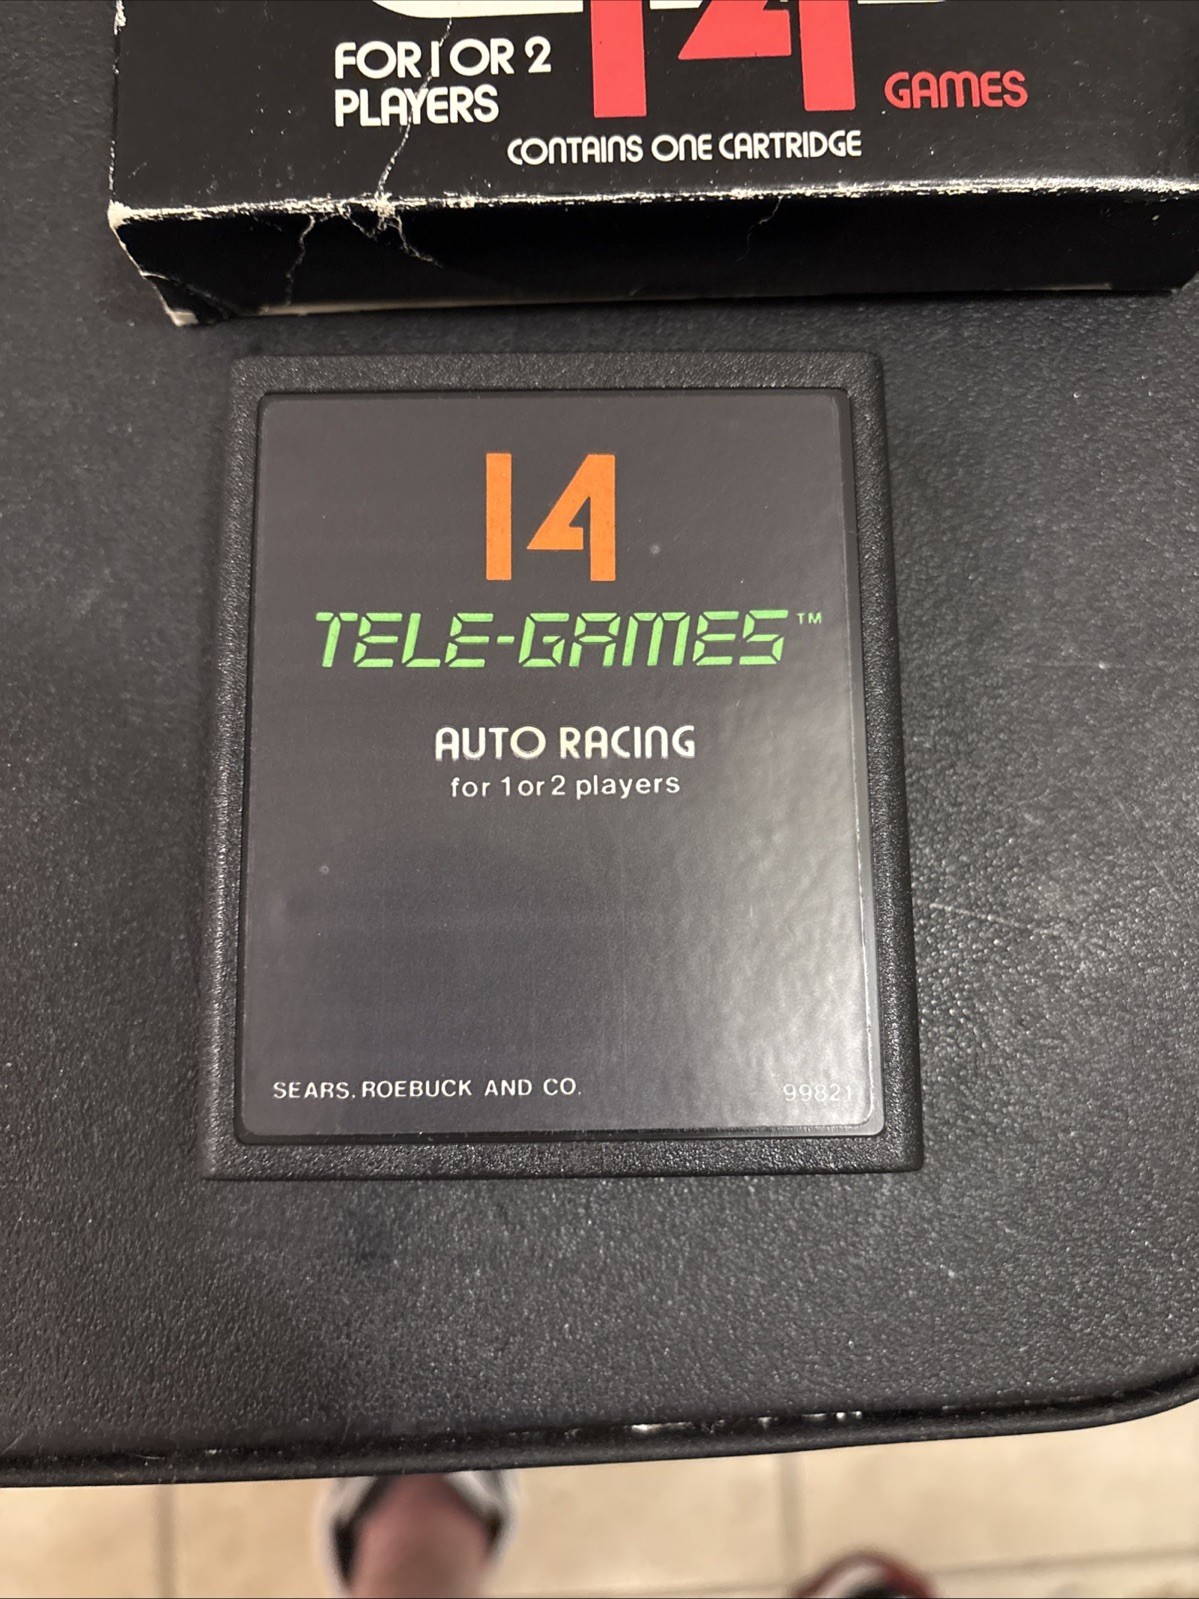 FOR 1 OR 2
PLAYERS
14
GAMES
CONTAINS ONE CARTRIDGE
14
TELE-GAMES™
AUTO RACING
for 1 or 2 players
SEARS, ROEBUCK AND CO.
99821